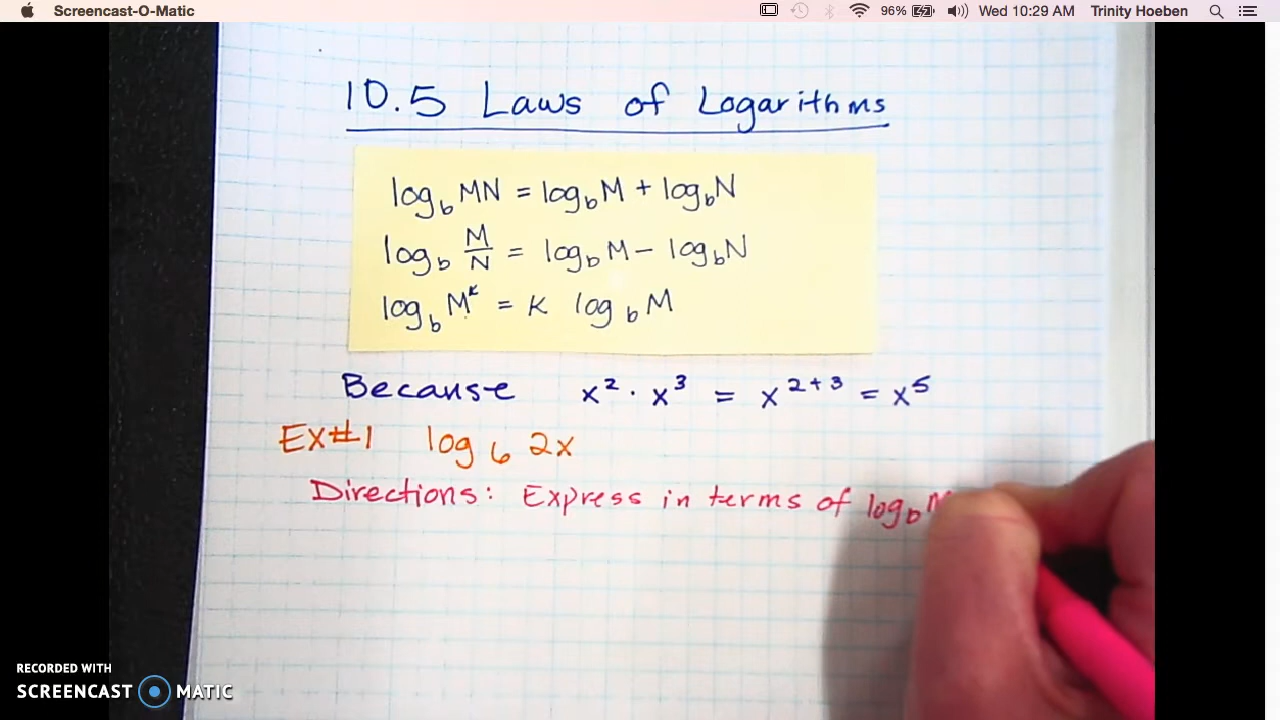 Screencast-O-Matic 96% Wed 10:29 AM Trinity Hoeben
10.5 Laws of Logarithms
log_b MN = log_b M + log_b N
log_b M/N = log_b M − log_b N
log_b M^k = K log_b M
Because x² · x³ = x^(2+3) = x⁵
Ex#1 log_6 2x
Directions: Express in terms of log_b M
RECORDED WITH
SCREENCAST MATIC